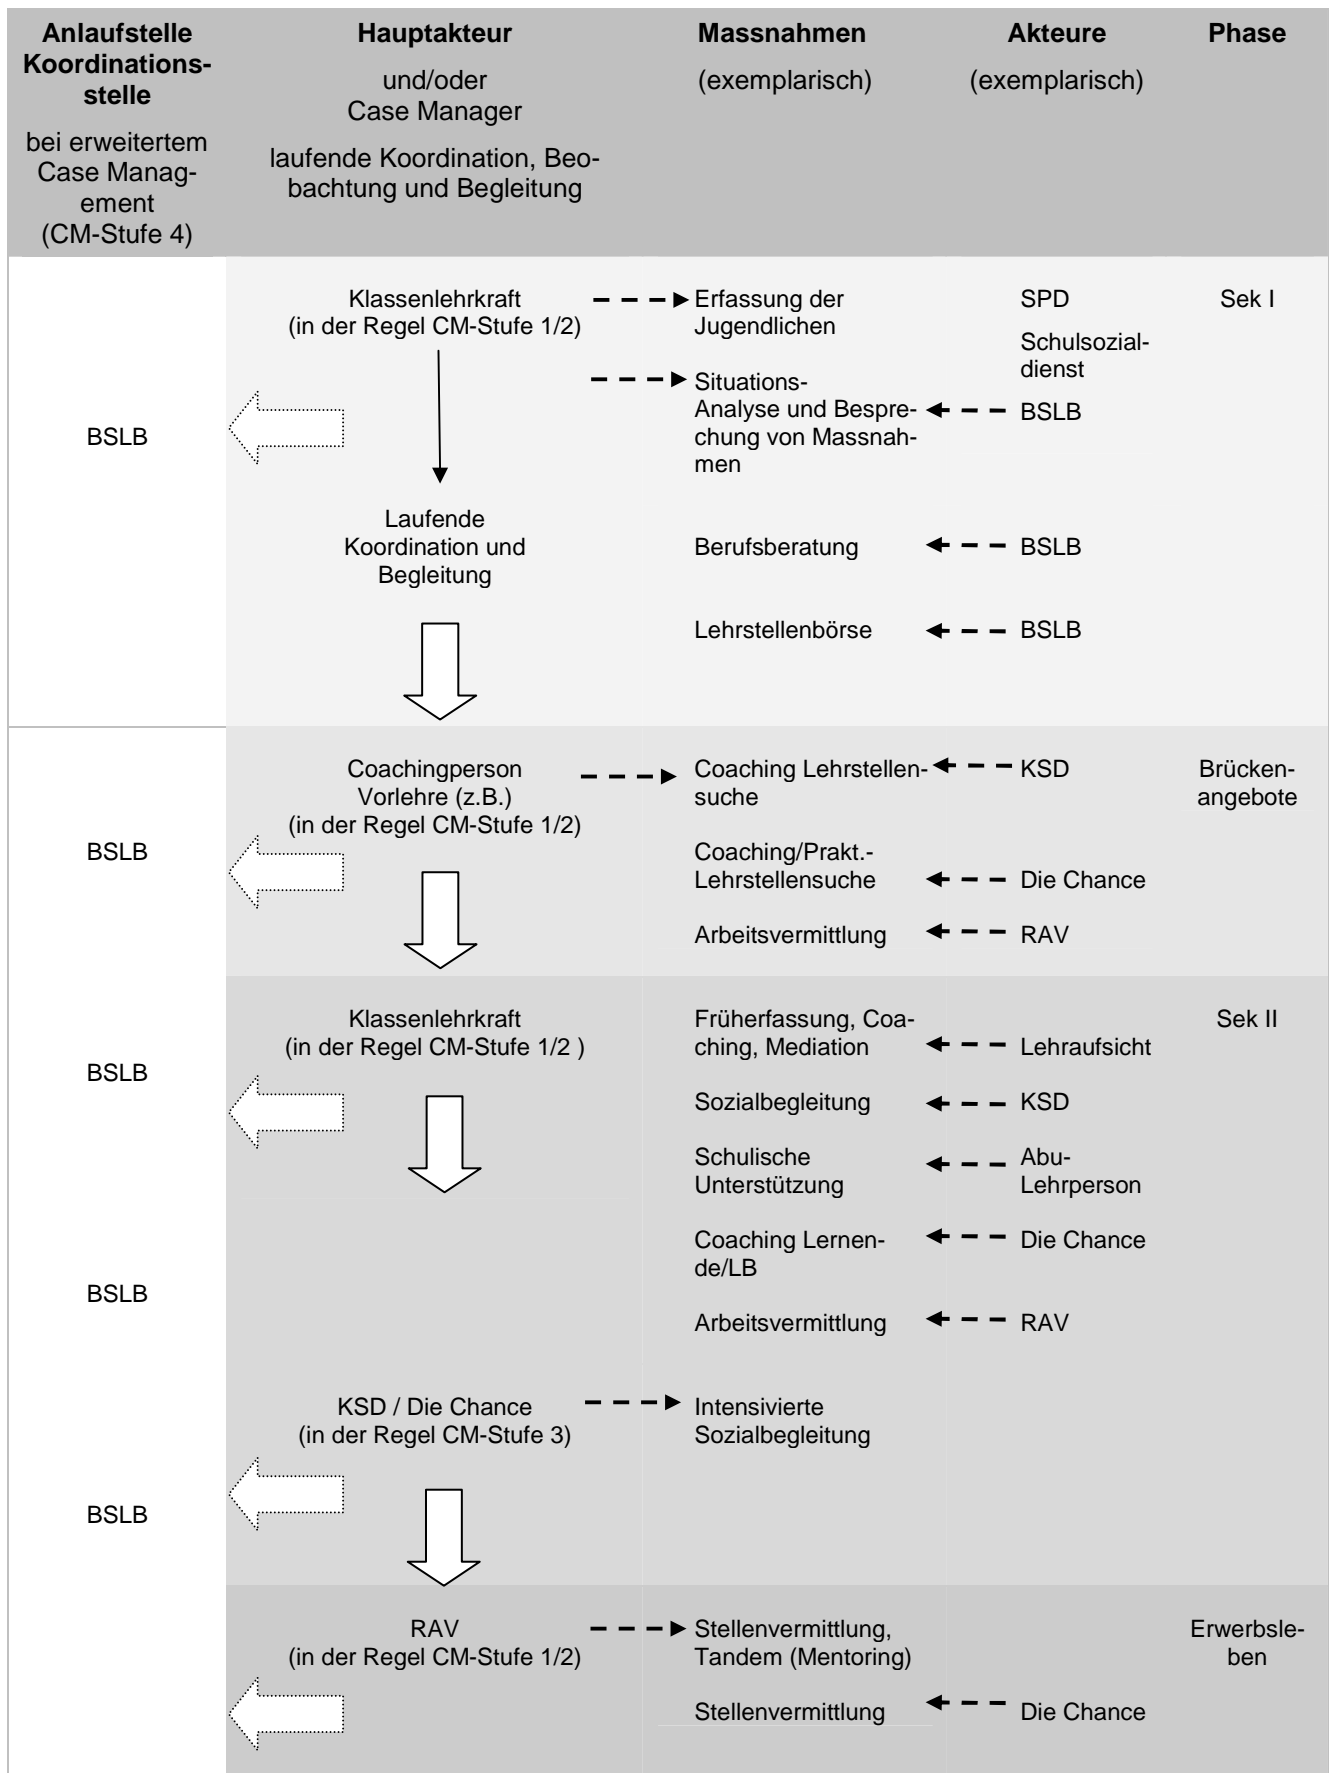 Anlaufstelle
Koordinations-
stelle
bei erweitertem
Case Manag-
ement
(CM-Stufe 4)
Hauptakteur
und/oder
Case Manager
laufende Koordination, Beo-
bachtung und Begleitung
Massnahmen
(exemplarisch)
Akteure
(exemplarisch)
Phase
BSLB
Klassenlehrkraft
(in der Regel CM-Stufe 1/2)
Laufende
Koordination und
Begleitung
Erfassung der
Jugendlichen
Situations-
Analyse und Bespre-
chung von Massnah-
men
Berufsberatung
Lehrstellenbörse
SPD
Schulsozial-
dienst
BSLB
BSLB
BSLB
Sek I
BSLB
Coachingperson
Vorlehre (z.B.)
(in der Regel CM-Stufe 1/2)
Coaching Lehrstellen-
suche
Coaching/Prakt.-
Lehrstellensuche
Arbeitsvermittlung
KSD
Die Chance
RAV
Brücken-
angebote
BSLB
BSLB
BSLB
Klassenlehrkraft
(in der Regel CM-Stufe 1/2 )
KSD / Die Chance
(in der Regel CM-Stufe 3)
Früherfassung, Coa-
ching, Mediation
Sozialbegleitung
Schulische
Unterstützung
Coaching Lernen-
de/LB
Arbeitsvermittlung
Intensivierte
Sozialbegleitung
Lehraufsicht
KSD
Abu-
Lehrperson
Die Chance
RAV
Sek II
RAV
(in der Regel CM-Stufe 1/2)
Stellenvermittlung,
Tandem (Mentoring)
Stellenvermittlung
Die Chance
Erwerbsle-
ben